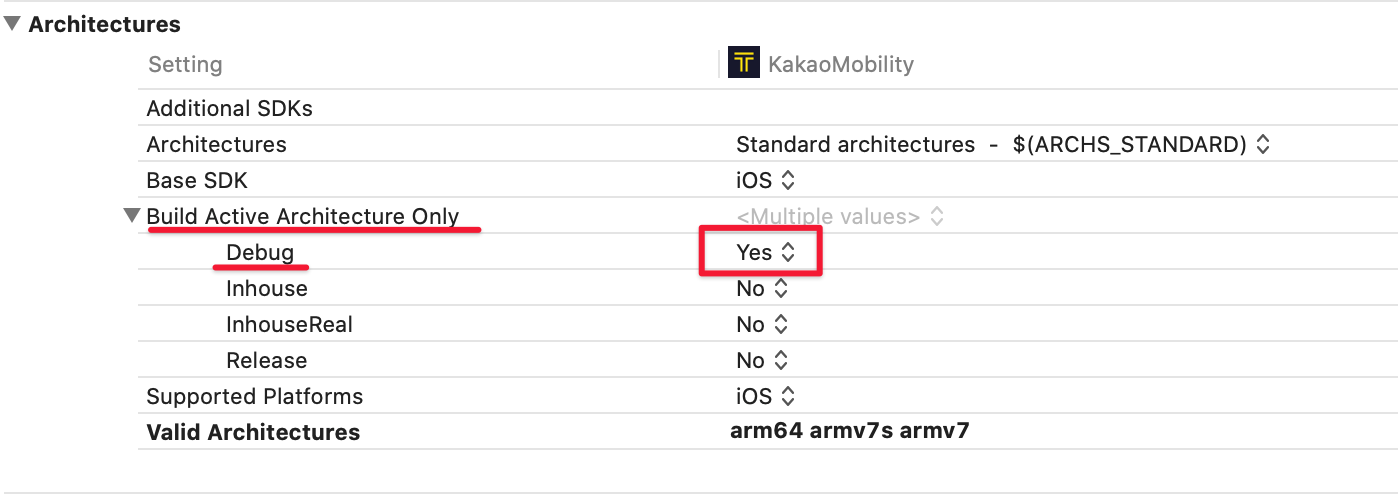 Architectures
Setting KakaoMobility
Additional SDKs
Architectures Standard architectures - $(ARCHS_STANDARD)
Base SDK iOS
Build Active Architecture Only <Multiple values>
Debug Yes
Inhouse No
InhouseReal No
Release No
Supported Platforms iOS
Valid Architectures arm64 armv7s armv7